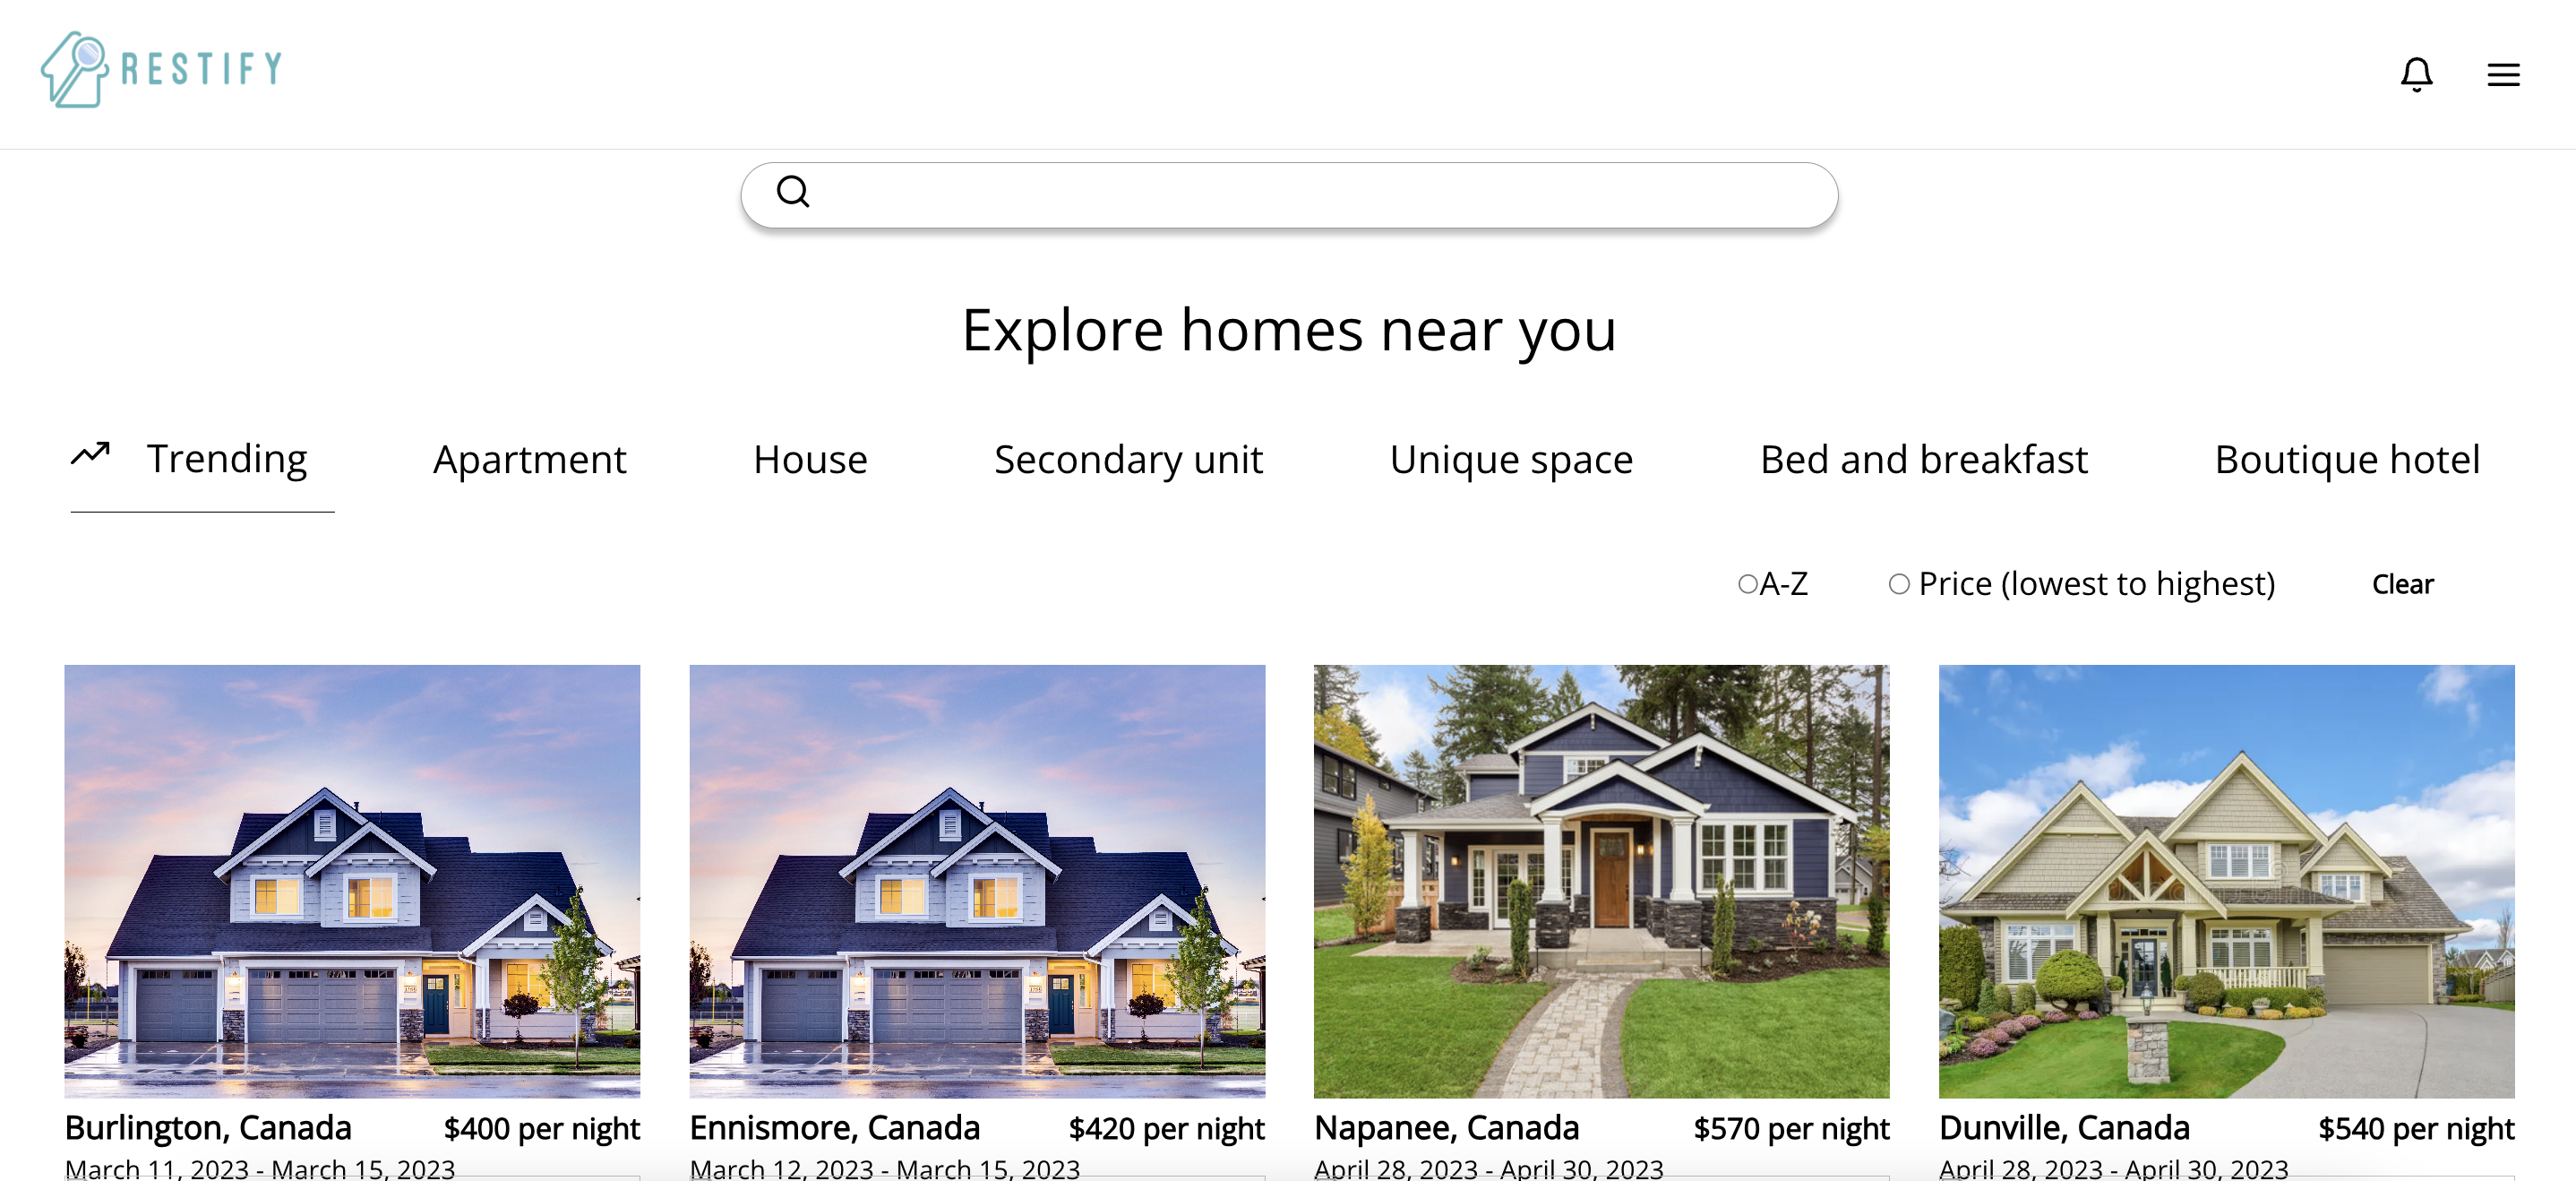 RESTIFY
Explore homes near you
Trending Apartment House Secondary unit Unique space Bed and breakfast Boutique hotel
A-Z Price (lowest to highest) Clear
Burlington, Canada $400 per night Ennismore, Canada $420 per night Napanee, Canada $570 per night Dunville, Canada $540 per night
March 11, 2023 - March 15, 2023 March 12, 2023 - March 15, 2023 April 28, 2023 - April 30, 2023 April 28, 2023 - April 30, 2023